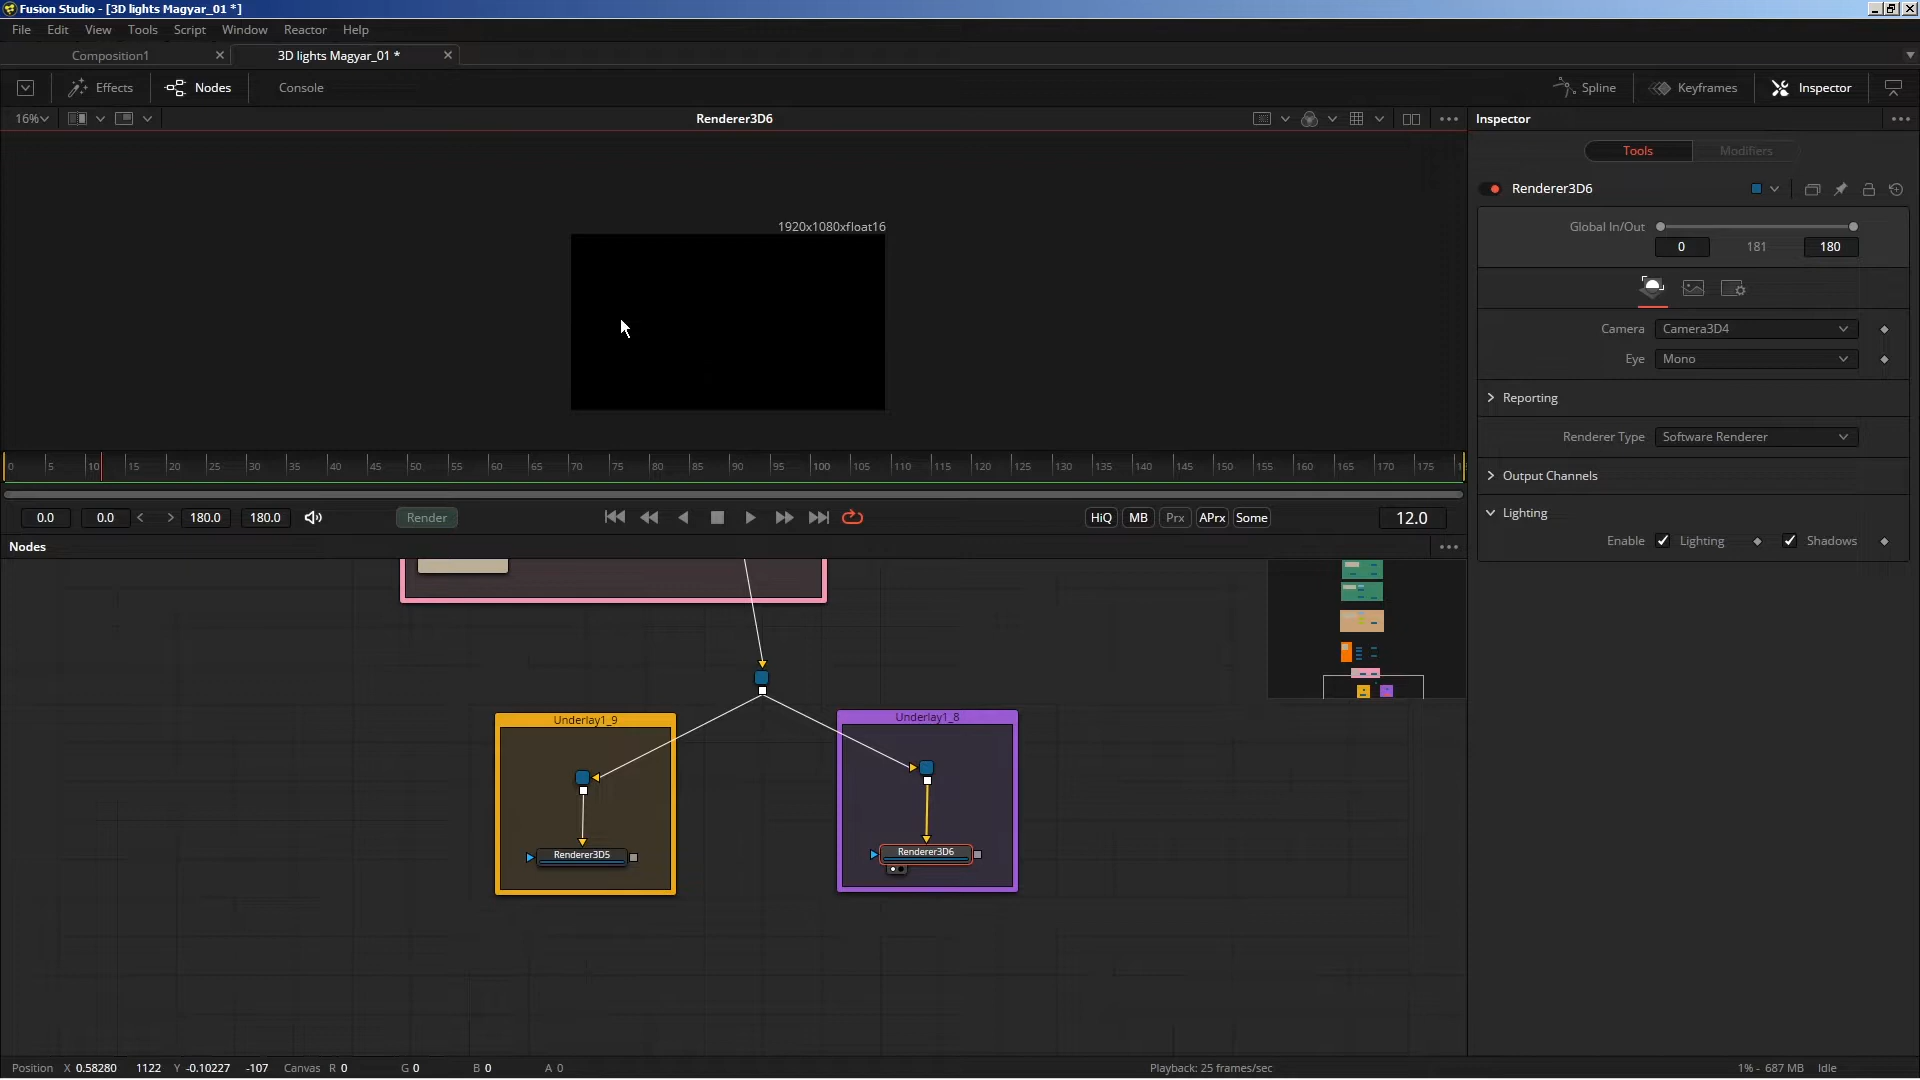 Fusion Studio - [3D lights Magyar_01 *]
File Edit View Tools Script Window Reactor Help
Composition1 3D lights Magyar_01 *
Effects Nodes Console Spline Keyframes Inspector
16% Renderer3D6 Inspector
Tools Modifiers
Renderer3D6
1920x1080xfloat16
Global In/Out
0 181 180
Camera Camera3D4
Eye Mono
Reporting
Renderer Type Software Renderer
0 5 10 15 20 25 30 35 40 45 50 55 60 65 70 75 80 85 90 95 100 105 110 115 120 125 130 135 140 145 150 155 160 165 170 175
Output Channels
Lighting
0.0 0.0 180.0 180.0 Render HiQ MB Prx APrx Some 12.0
Enable Lighting Shadows
Nodes
Underlay1_9
Underlay1_8
Renderer3D5
Renderer3D6
Position X 0.58280 1122 Y -0.10227 -107 Canvas R 0 G 0 B 0 A 0 Playback: 25 frames/sec 1% - 687 MB Idle